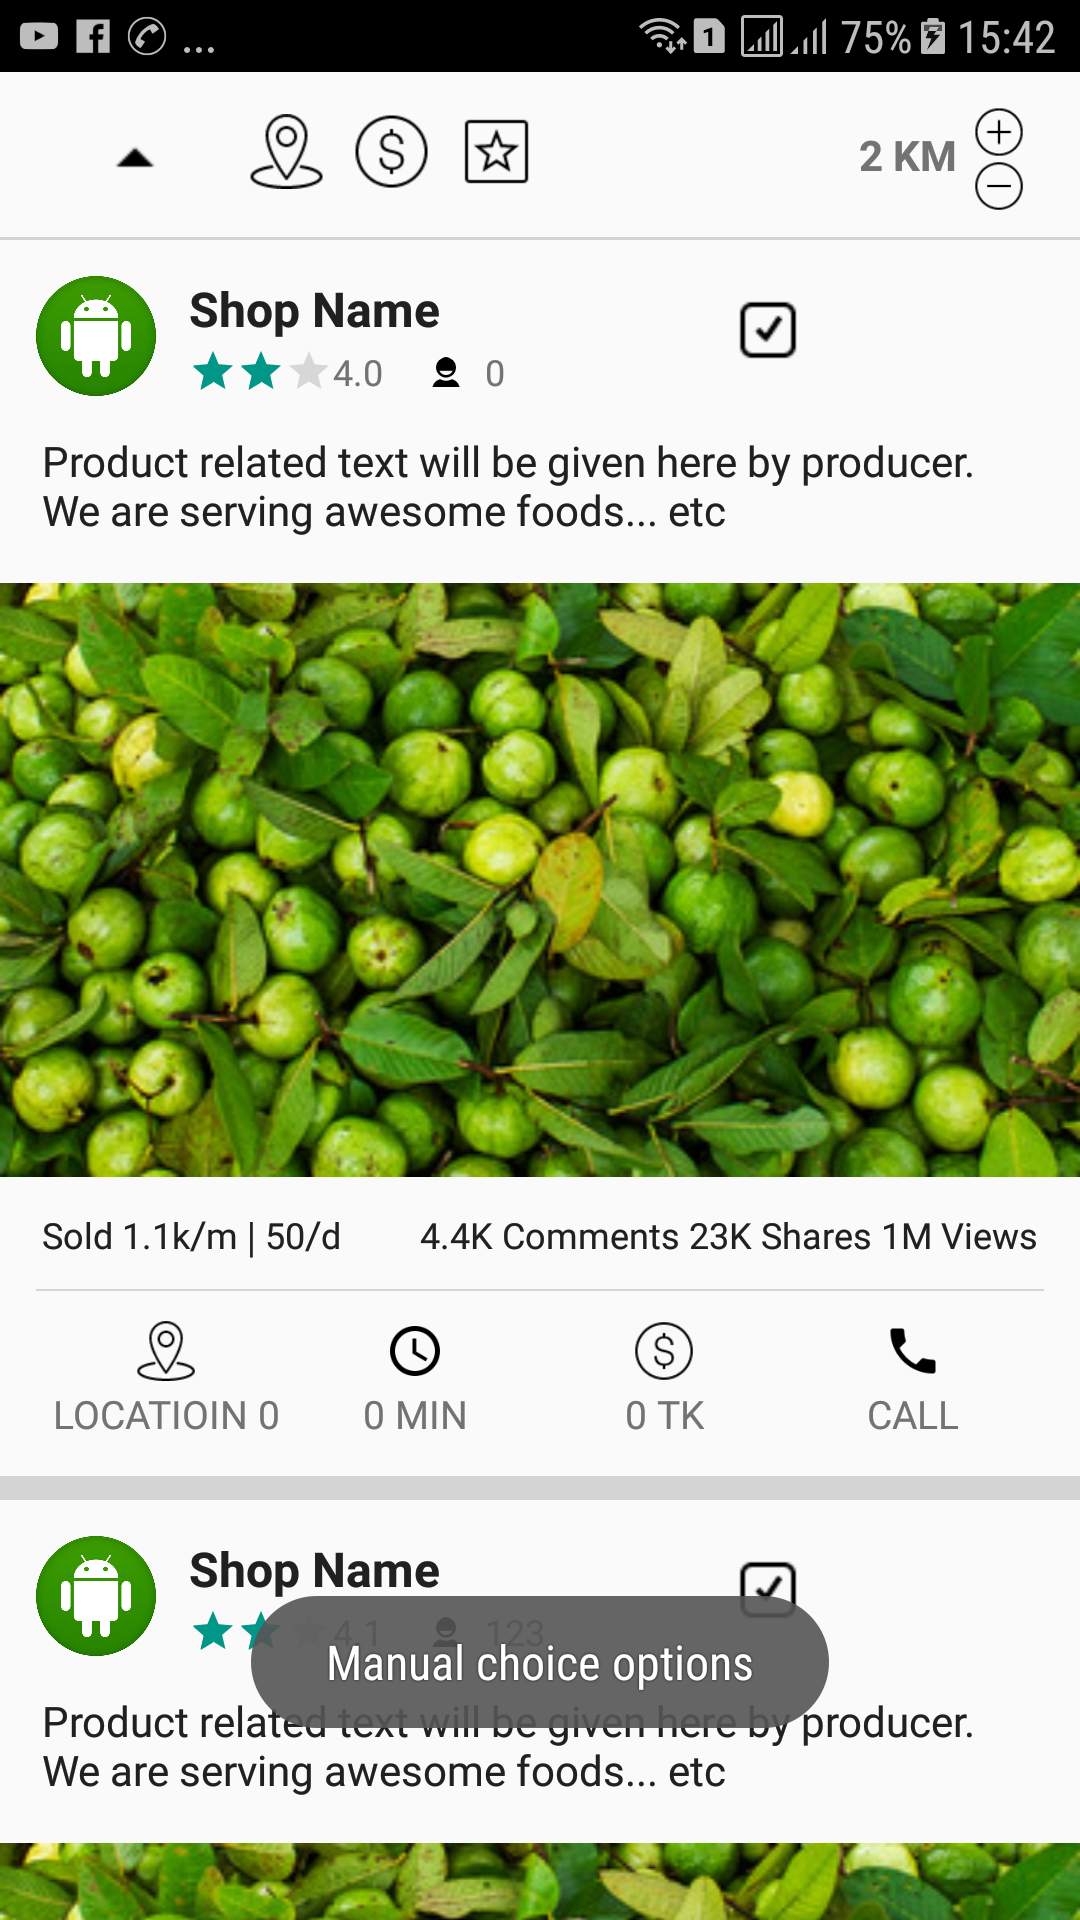 ... 1 75% 15:42
2 KM
Shop Name
4.0 0
Product related text will be given here by producer.
We are serving awesome foods... etc
Sold 1.1k/m | 50/d 4.4K Comments 23K Shares 1M Views
LOCATIOIN 0 0 MIN 0 TK CALL
Shop Name
4.1 123
Manual choice options
Product related text will be given here by producer.
We are serving awesome foods... etc